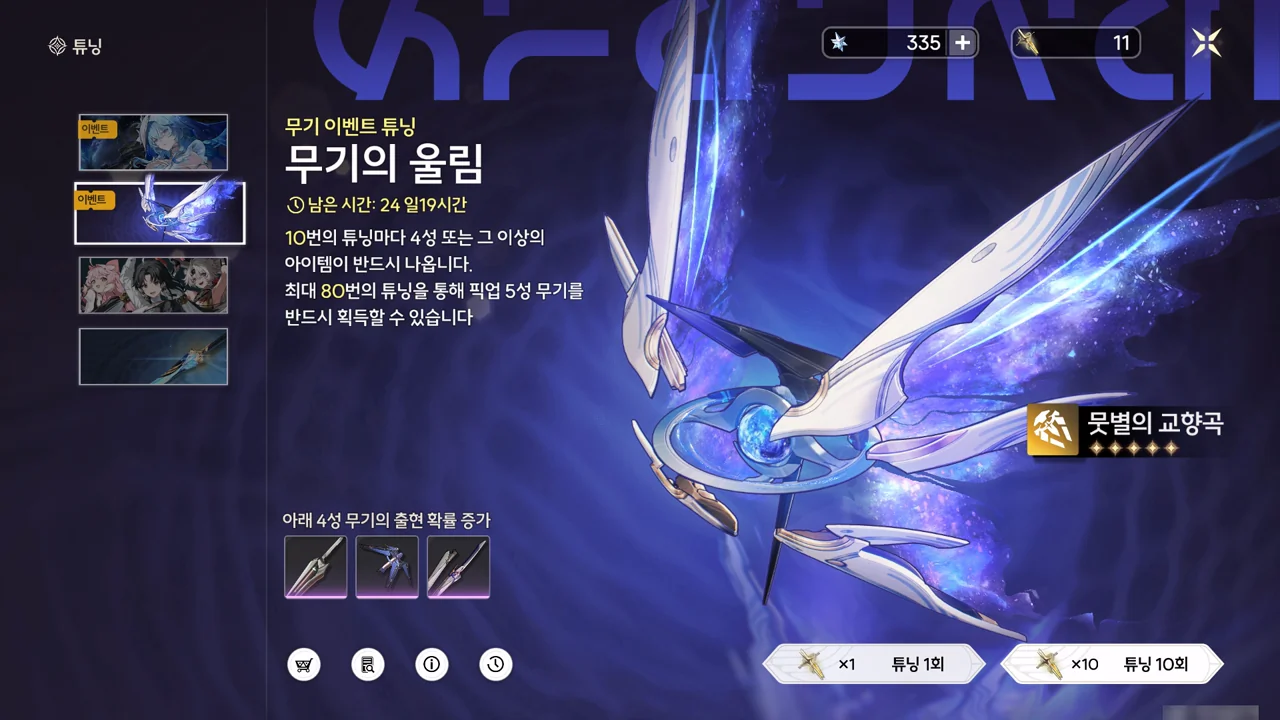 튜닝
335
11
이벤트
이벤트
무기 이벤트 튜닝
무기의 울림
남은 시간: 24 일19시간
10번의 튜닝마다 4성 또는 그 이상의
아이템이 반드시 나옵니다.
최대 80번의 튜닝을 통해 픽업 5성 무기를
반드시 획득할 수 있습니다
뭇별의 교향곡
아래 4성 무기의 출현 확률 증가
×1 튜닝 1회
×10 튜닝 10회